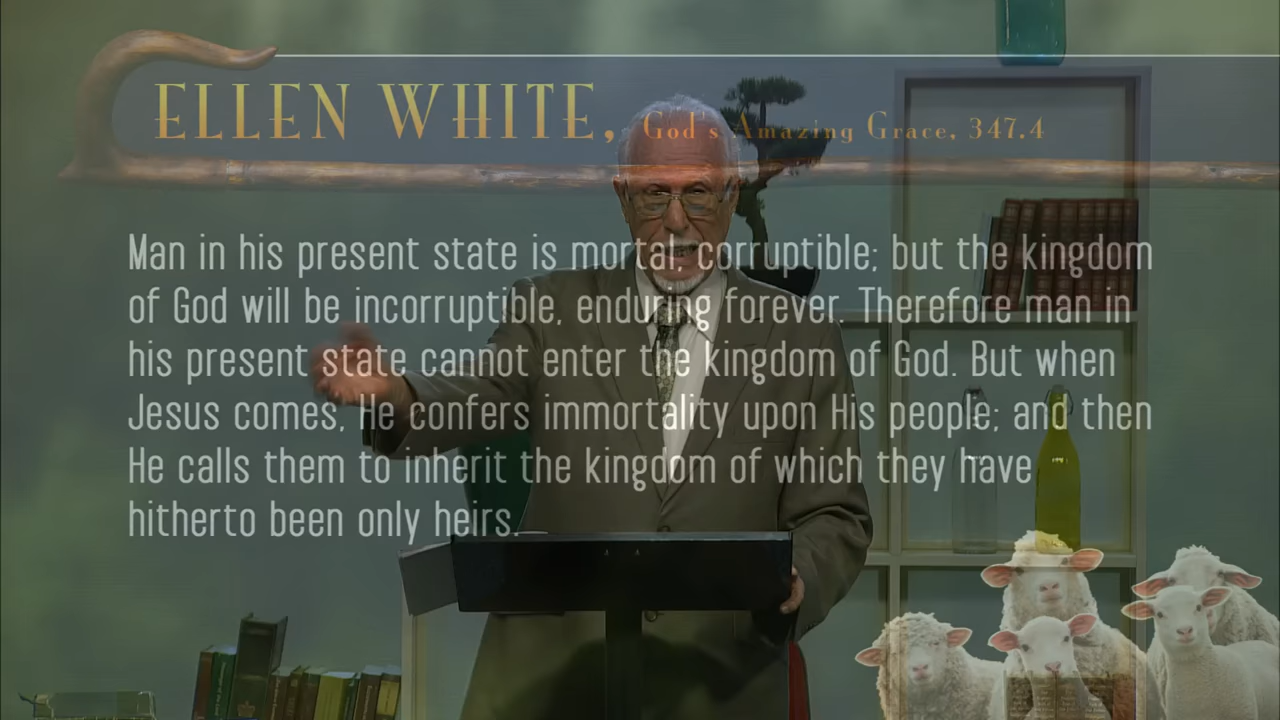 ELLEN WHITE, God's Amazing Grace, 347.4
Man in his present state is mortal, corruptible; but the kingdom
of God will be incorruptible, enduring forever. Therefore man in
his present state cannot enter the kingdom of God. But when
Jesus comes, He confers immortality upon His people; and then
He calls them to inherit the kingdom of which they have
hitherto been only heirs.